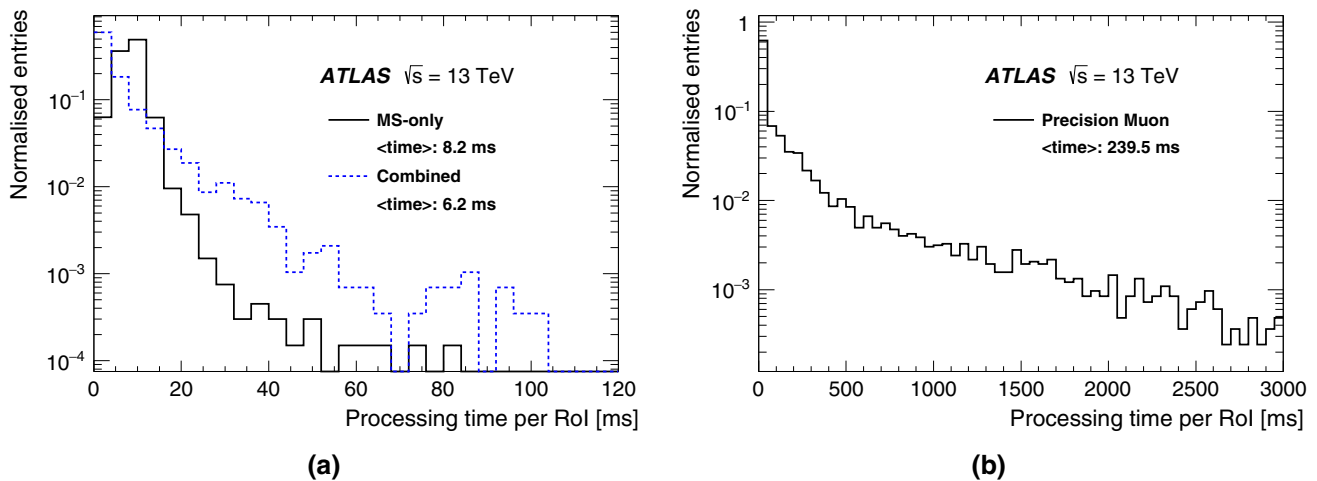 Normalised entries
10⁻¹
10⁻²
10⁻³
10⁻⁴
ATLAS √s = 13 TeV
MS-only
<time>: 8.2 ms
Combined
<time>: 6.2 ms
0 20 40 60 80 100 120
Processing time per RoI [ms]
(a)
Normalised entries
1
10⁻¹
10⁻²
10⁻³
ATLAS √s = 13 TeV
Precision Muon
<time>: 239.5 ms
0 500 1000 1500 2000 2500 3000
Processing time per RoI [ms]
(b)